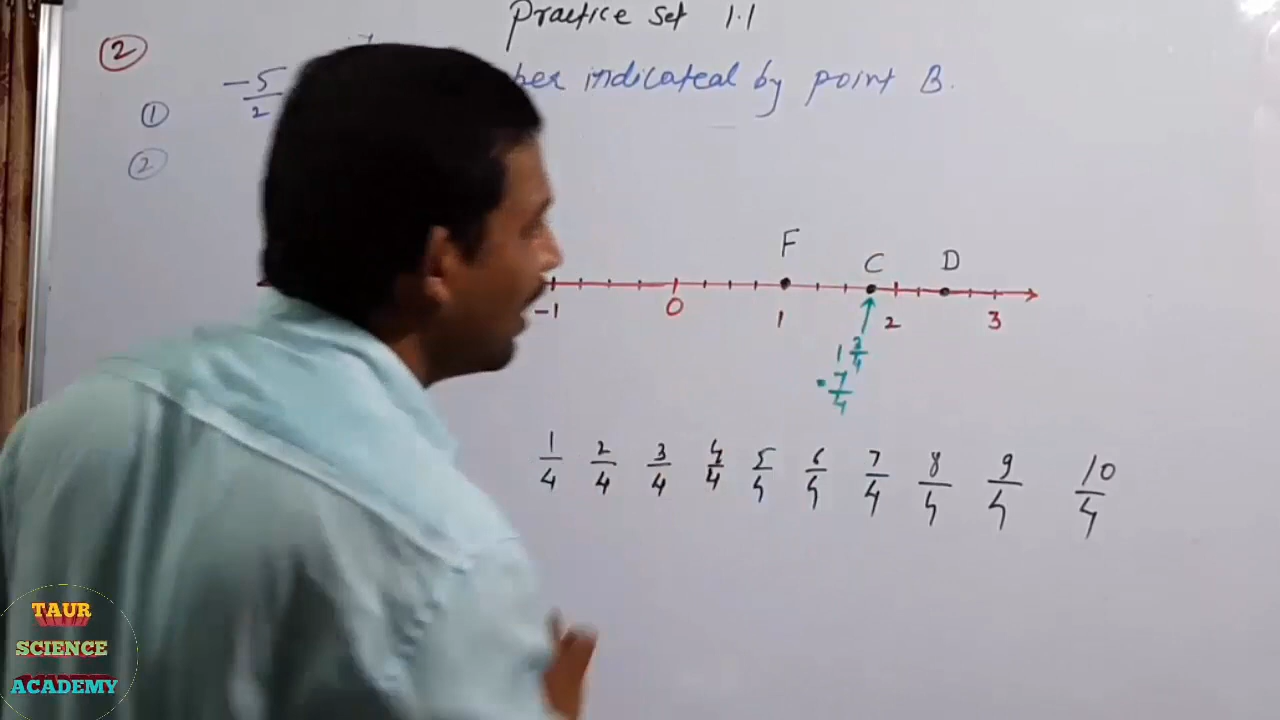 Practice set 1.1
②
① -5/2 indicated by point B.
②
F C D
-1 0 1 2 3
1 3/4
7/4
1/4 2/4 3/4 4/4 5/4 6/4 7/4 8/4 9/4 10/4
TAUR
SCIENCE
ACADEMY